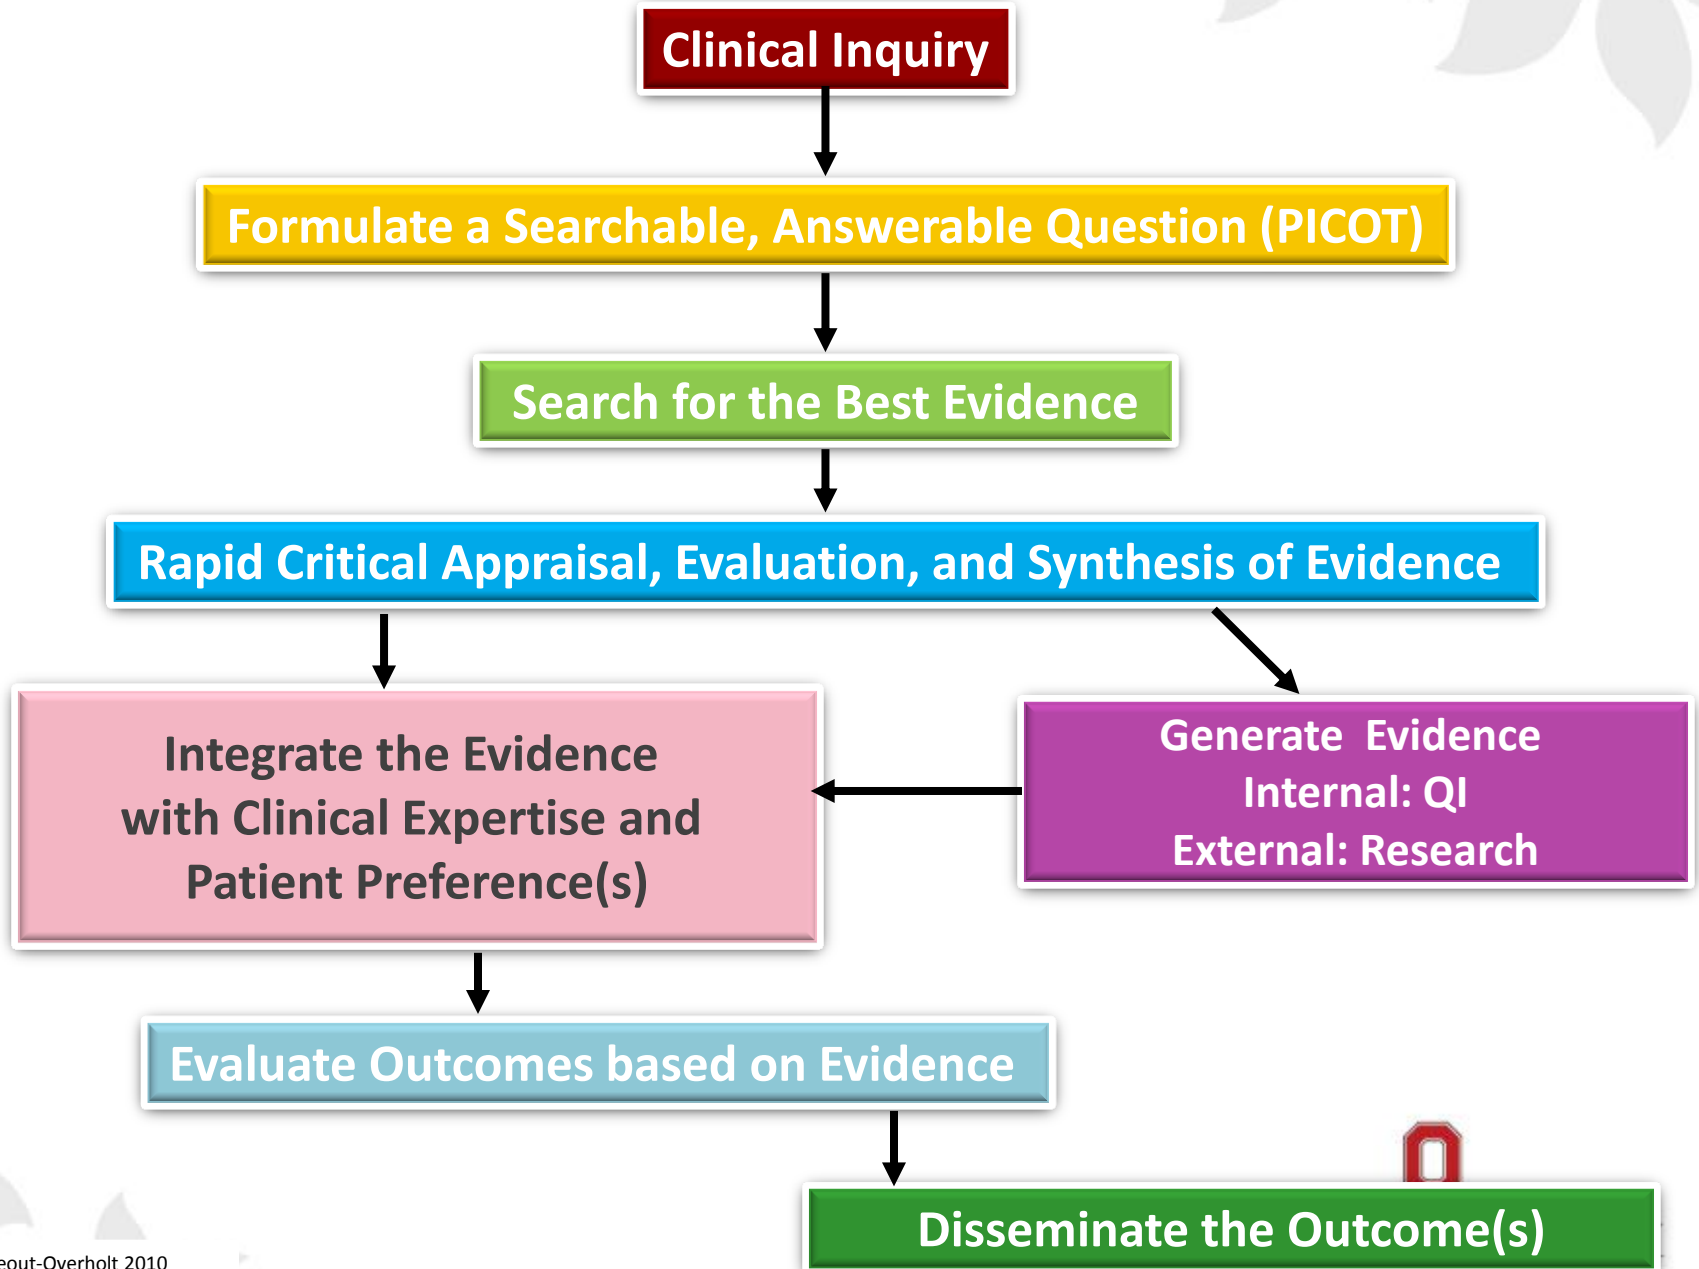 Clinical Inquiry
Formulate a Searchable, Answerable Question (PICOT)
Search for the Best Evidence
Rapid Critical Appraisal, Evaluation, and Synthesis of Evidence
Integrate the Evidence
with Clinical Expertise and
Patient Preference(s)
Generate Evidence
Internal: QI
External: Research
Evaluate Outcomes based on Evidence
Disseminate the Outcome(s)
eout-Overholt 2010